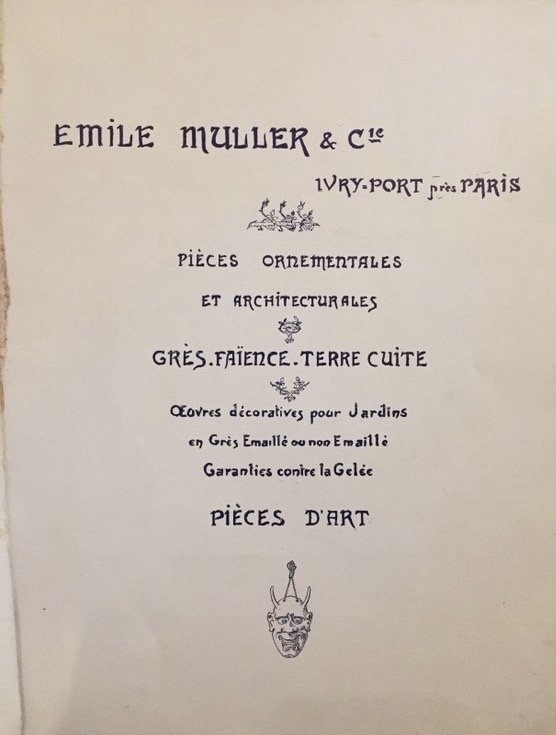 EMILE MULLER & Cie
IVRY=PORT près PARIS
PIÈCES ORNEMENTALES
ET ARCHITECTURALES
GRÈS.FAÏENCE.TERRE CUITE
Œuvres décoratives pour Jardins
en Grès Emaillé ou non Emaillé
Garanties contre la Gelée
PIÈCES D'ART